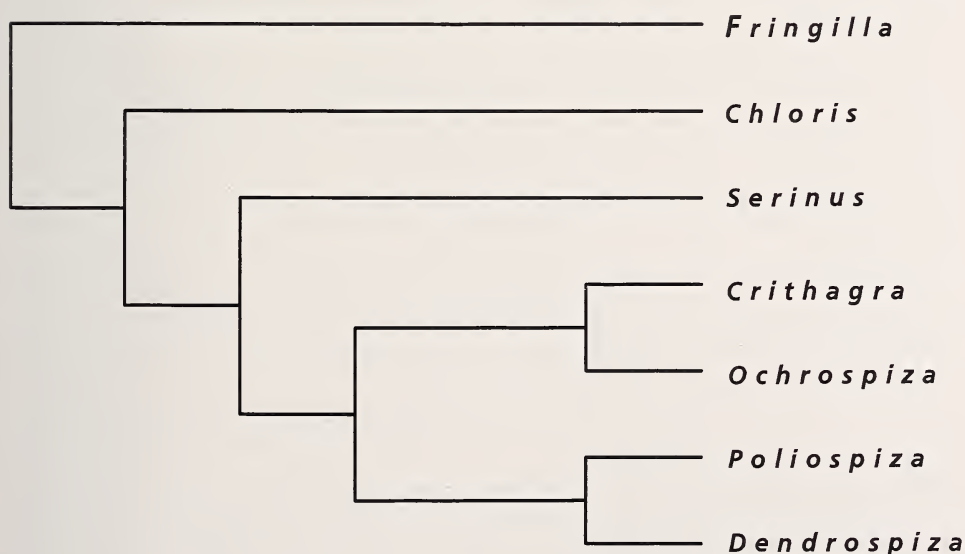 Fringilla
Chloris
Serinus
Crithagra
Ochrospiza
Poliospiza
Dendrospiza